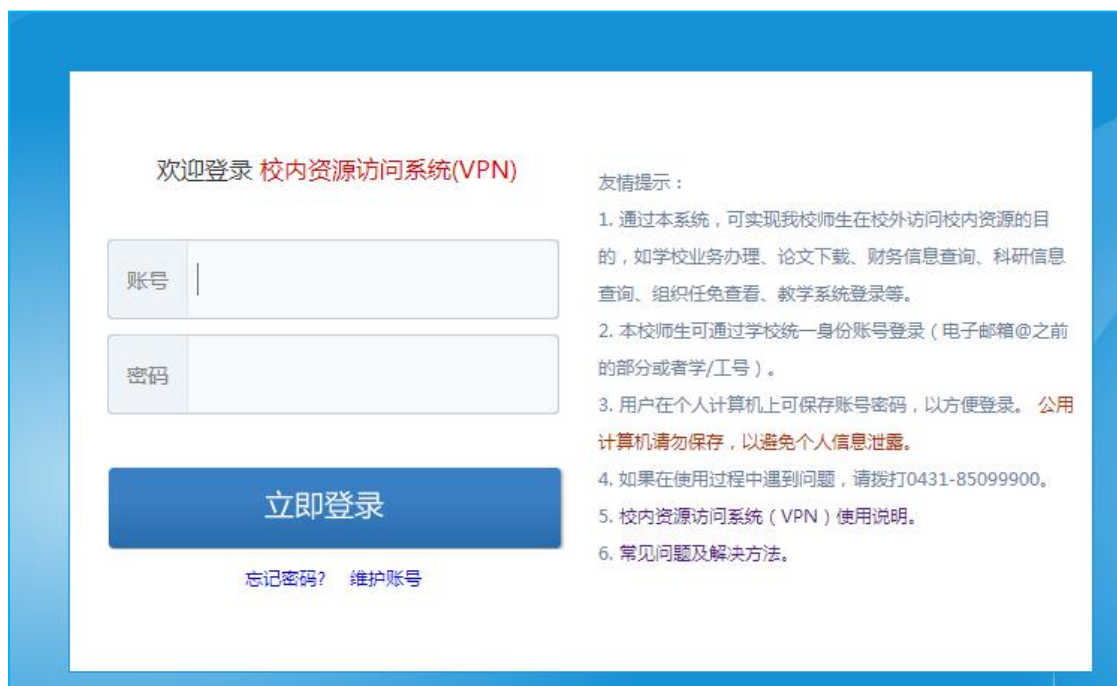 欢迎登录 校内资源访问系统(VPN)
账号
密码
立即登录
忘记密码? 维护账号
友情提示：
1. 通过本系统，可实现我校师生在校外访问校内资源的目
的，如学校业务办理、论文下载、财务信息查询、科研信息
查询、组织任免查看、教学系统登录等。
2. 本校师生可通过学校统一身份账号登录（电子邮箱@之前
的部分或者学/工号）。
3. 用户在个人计算机上可保存账号密码，以方便登录。 公用
计算机请勿保存，以避免个人信息泄露。
4. 如果在使用过程中遇到问题，请拨打0431-85099900。
5. 校内资源访问系统（VPN）使用说明。
6. 常见问题及解决方法。